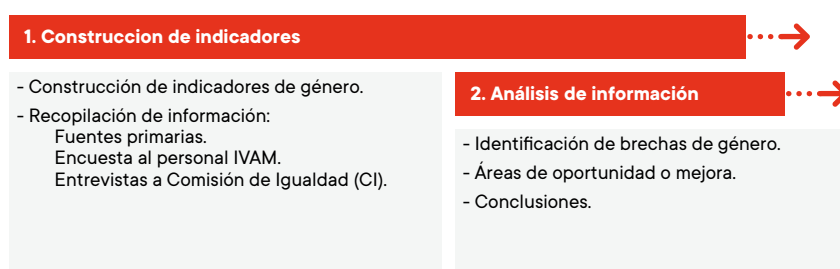 1. Construccion de indicadores
- Construcción de indicadores de género.
- Recopilación de información:
Fuentes primarias.
Encuesta al personal IVAM.
Entrevistas a Comisión de Igualdad (CI).
2. Análisis de información
- Identificación de brechas de género.
- Áreas de oportunidad o mejora.
- Conclusiones.